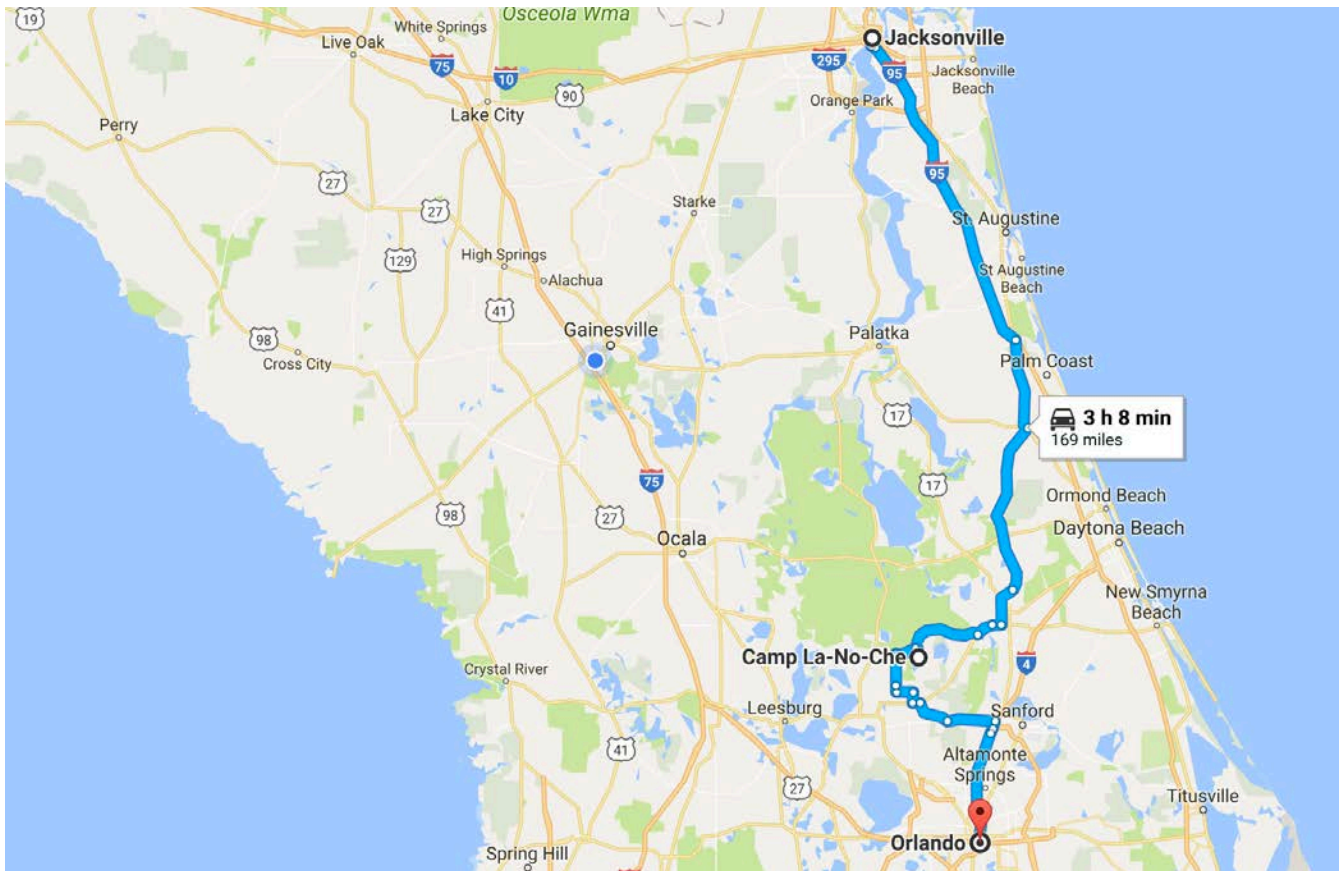 19
Osceola Wma
White Springs
Live Oak
75
10
90
Lake City
Perry
295
Jacksonville
95
Jacksonville
Beach
Orange Park
27
27
95
Starke
St. Augustine
129
High Springs
Alachua
St Augustine
Beach
41
98
Cross City
Gainesville
Palatka
Palm Coast
17
3 h 8 min
169 miles
75
17
98
27
Ocala
Ormond Beach
Daytona Beach
New Smyrna
Beach
Camp La-No-Che
4
Crystal River
Leesburg
Sanford
41
Altamonte
Springs
27
Titusville
Orlando
Spring Hill